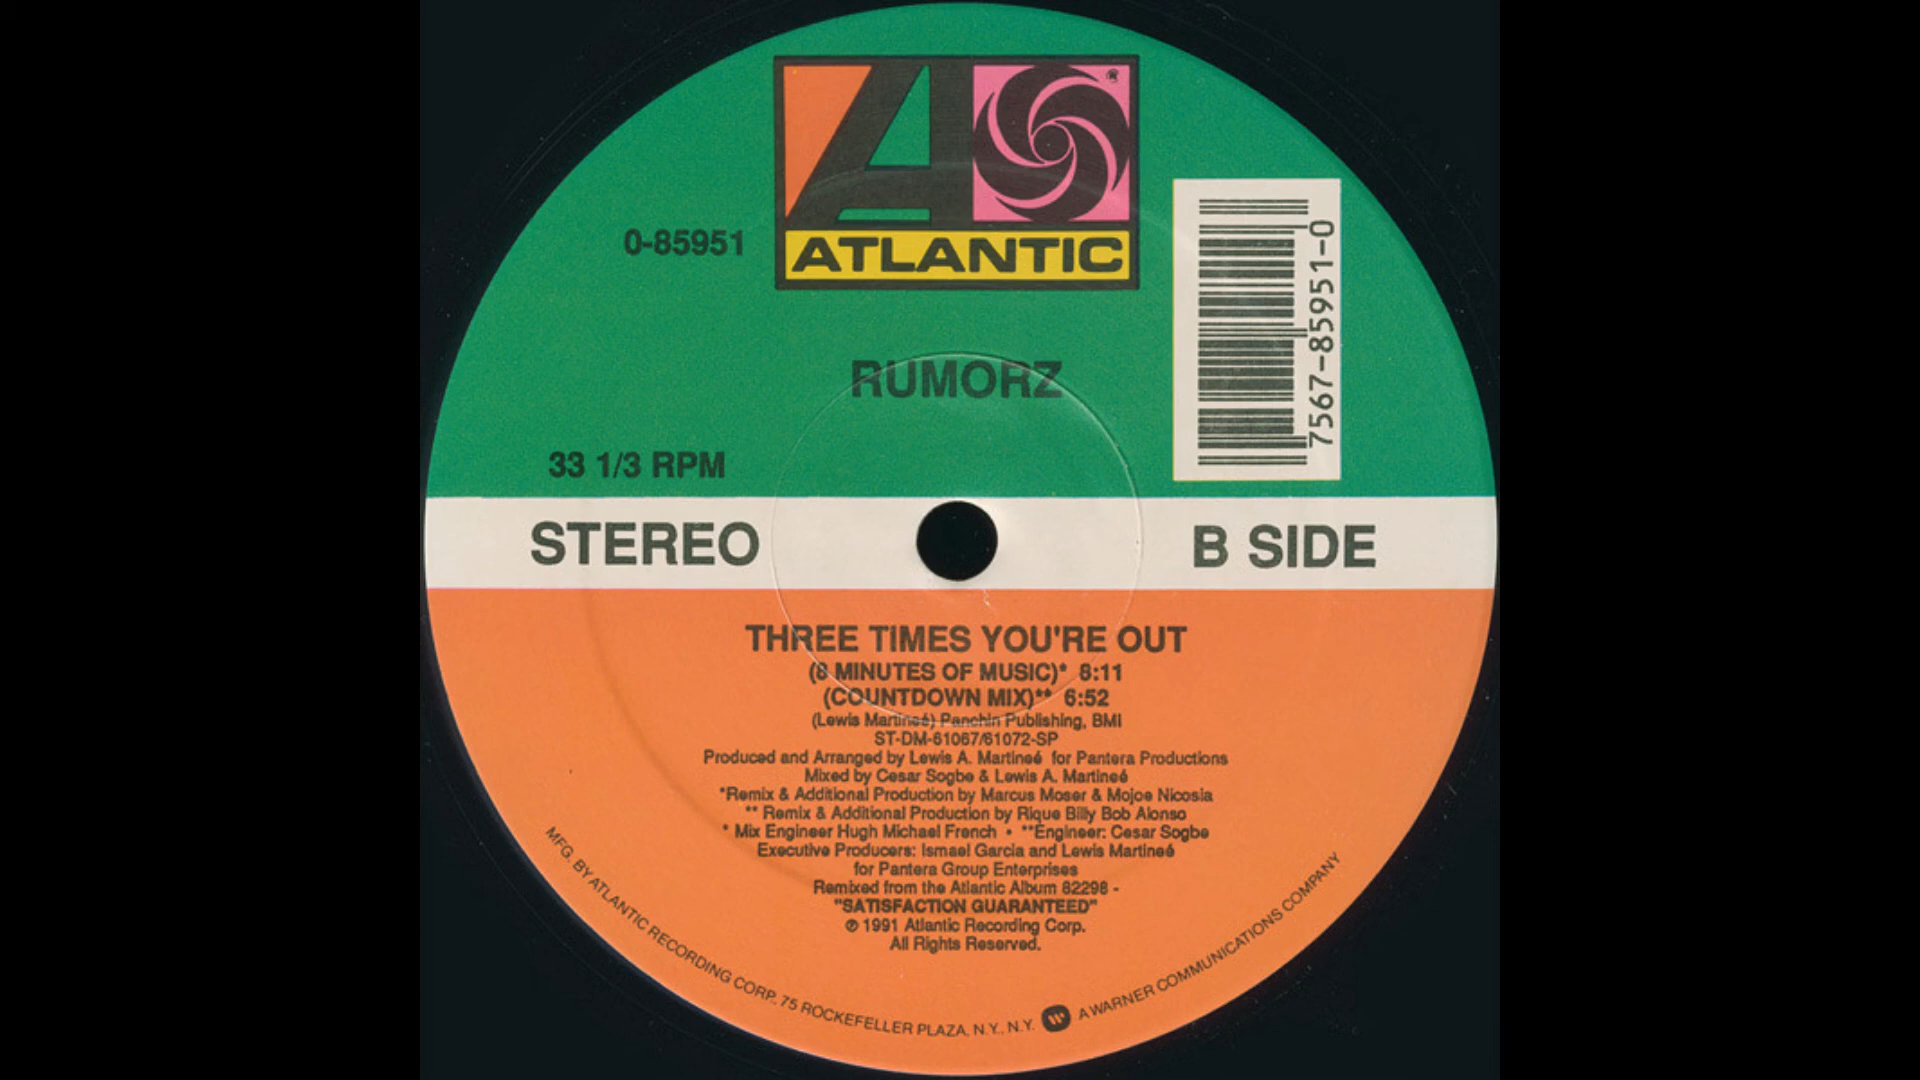 ®
ATLANTIC
0-85951
7567-85951-0
RUMORZ
33 1/3 RPM
STEREO
B SIDE
THREE TIMES YOU'RE OUT
(8 MINUTES OF MUSIC)* 8:11
(COUNTDOWN MIX)** 6:52
(Lewis Martineé) Panchin Publishing, BMI
ST-DM-61067/61072-SP
Produced and Arranged by Lewis A. Martineé for Pantera Productions
Mixed by Cesar Sogbe & Lewis A. Martineé
*Remix & Additional Production by Marcus Moser & Mojoe Nicosia
** Remix & Additional Production by Rique Billy Bob Alonso
* Mix Engineer Hugh Michael French • **Engineer: Cesar Sogbe
Executive Producers: Ismael Garcia and Lewis Martineé
for Pantera Group Enterprises
Remixed from the Atlantic Album 82298 -
"SATISFACTION GUARANTEED"
℗ 1991 Atlantic Recording Corp.
All Rights Reserved.
MFG. BY ATLANTIC RECORDING CORP., 75 ROCKEFELLER PLAZA, N.Y., N.Y. A WARNER COMMUNICATIONS COMPANY